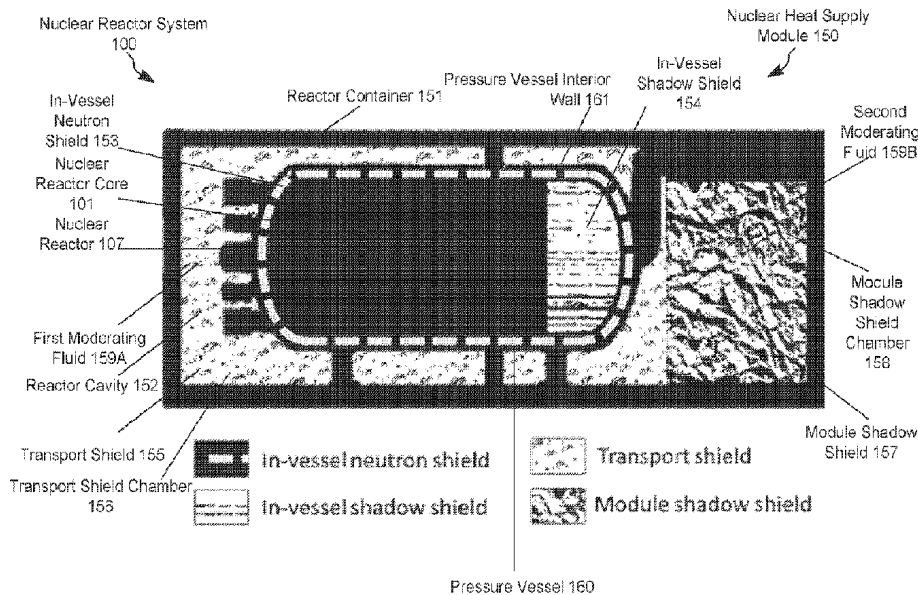 Nuclear Reactor System
100
Nuclear Heat Supply
Module 150
In-Vessel
Shadow Shield
154
Pressure Vessel Interior
Wall 161
Reactor Container 151
In-Vessel
Neutron
Shield 153
Nuclear
Reactor Core
101
Nuclear
Reactor 107
Second
Moderating
Fluid 159B
First Moderating
Fluid 159A
Reactor Cavity 152
Module
Shadow
Shield
Chamber
158
Transport Shield 155
Transport Shield Chamber
156
Module Shadow
Shield 157
In-vessel neutron shield
Transport shield
In-vessel shadow shield
Module shadow shield
Pressure Vessel 160